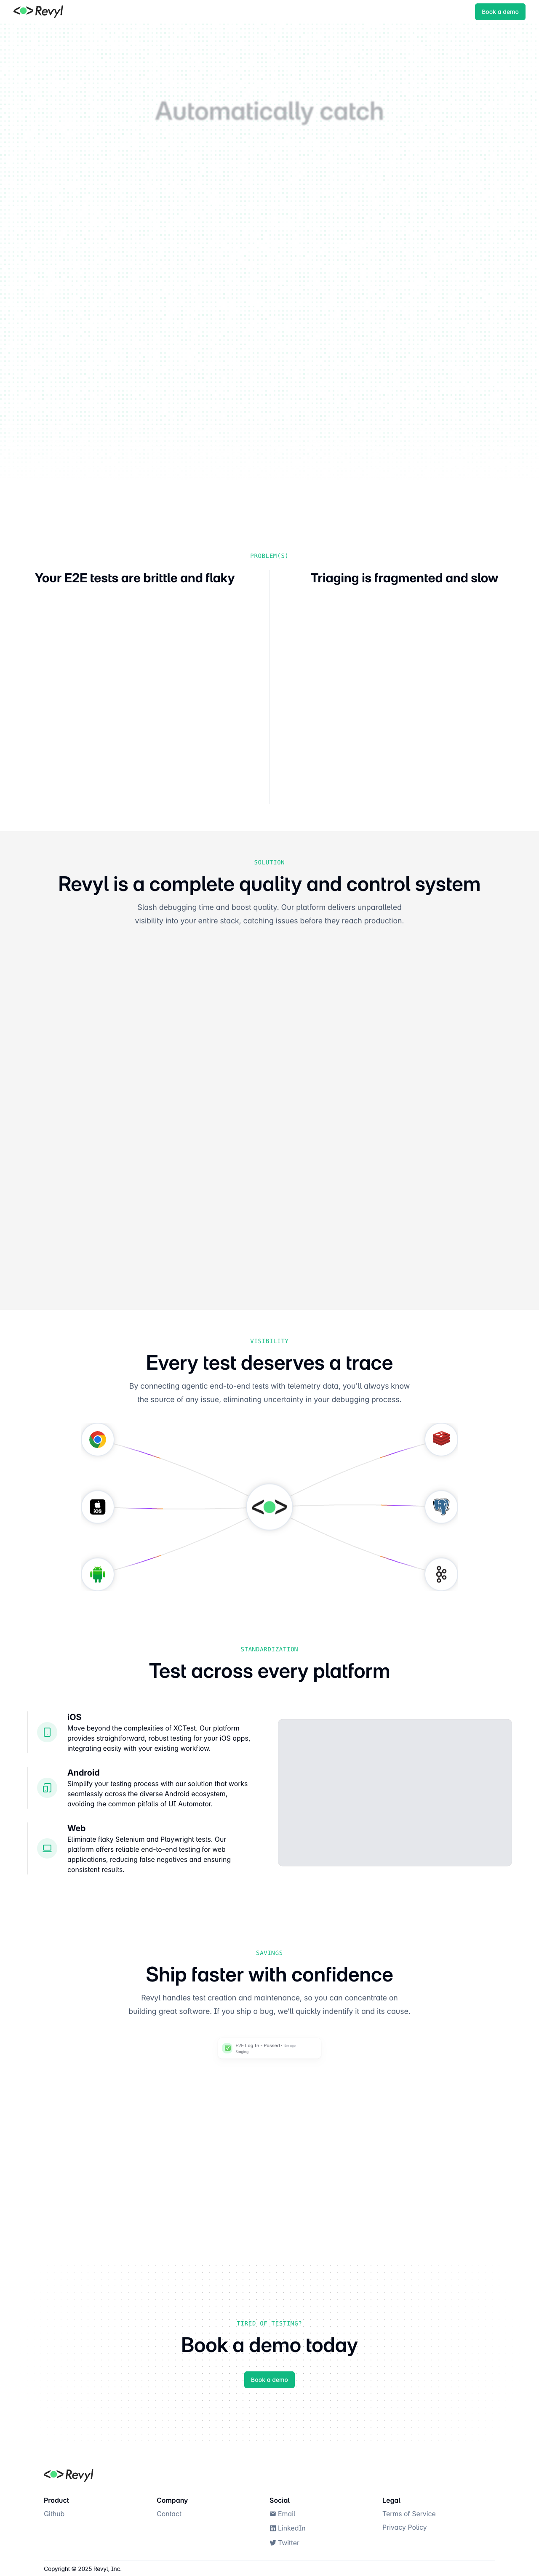 Revyl
Book a demo
Automatically catch
PROBLEM(S)
Your E2E tests are brittle and flaky
Triaging is fragmented and slow
SOLUTION
Revyl is a complete quality and control system
Slash debugging time and boost quality. Our platform delivers unparalleled
visibility into your entire stack, catching issues before they reach production.
VISIBILITY
Every test deserves a trace
By connecting agentic end-to-end tests with telemetry data, you'll always know
the source of any issue, eliminating uncertainty in your debugging process.
iOS
STANDARDIZATION
Test across every platform
iOS
Move beyond the complexities of XCTest. Our platform
provides straightforward, robust testing for your iOS apps,
integrating easily with your existing workflow.
Android
Simplify your testing process with our solution that works
seamlessly across the diverse Android ecosystem,
avoiding the common pitfalls of UI Automator.
Web
Eliminate flaky Selenium and Playwright tests. Our
platform offers reliable end-to-end testing for web
applications, reducing false negatives and ensuring
consistent results.
SAVINGS
Ship faster with confidence
Revyl handles test creation and maintenance, so you can concentrate on
building great software. If you ship a bug, we'll quickly indentify it and its cause.
E2E Log In - Passed
Staging
TIRED OF TESTING?
Book a demo today
Book a demo
Revyl
Product
Github
Company
Contact
Social
Email
LinkedIn
Twitter
Legal
Terms of Service
Privacy Policy
Copyright © 2025 Revyl, Inc.